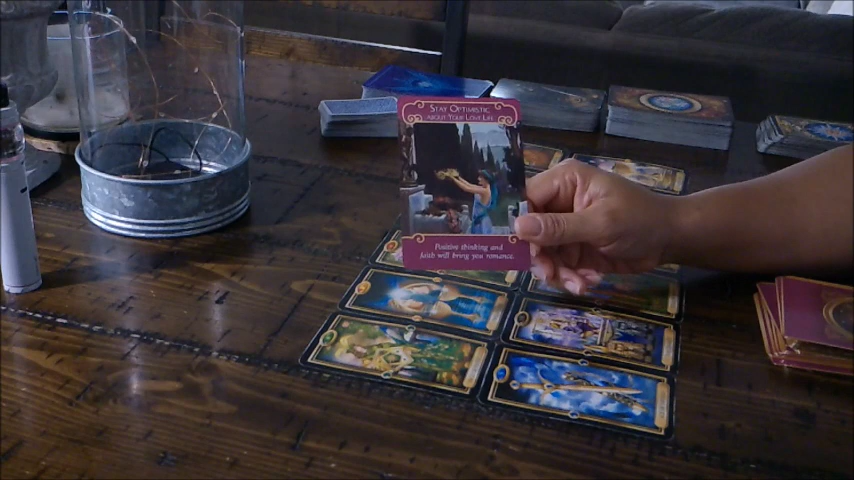 STAY OPTIMISTIC
ABOUT YOUR LOVE LIFE
Positive thinking and
faith will bring you romance.